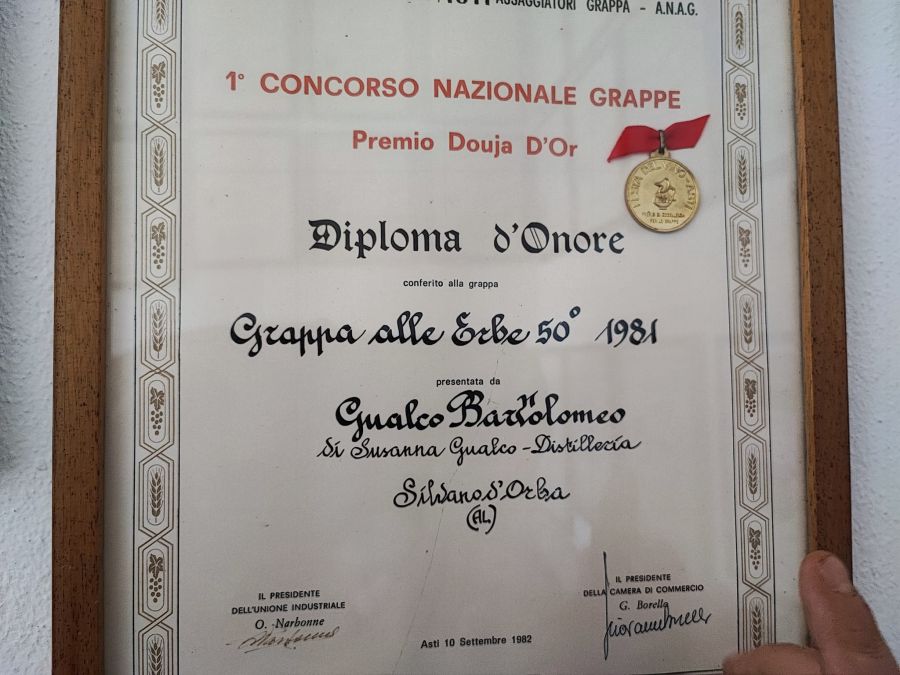 ASSAGGIATORI GRAPPA - A.N.A.G.
1° CONCORSO NAZIONALE GRAPPE
Premio Douja D'Or
Diploma d'Onore
conferito alla grappa
Grappa alle Erbe 50° 1981
presentata da
Gualco Bartolomeo
di Susanna Gualco - Distilleria
Silvano d'Orba
(AL)
IL PRESIDENTE
DELL'UNIONE INDUSTRIALE
O. Narbonne
IL PRESIDENTE
DELLA CAMERA DI COMMERCIO
G. Borello
Asti 10 Settembre 1982